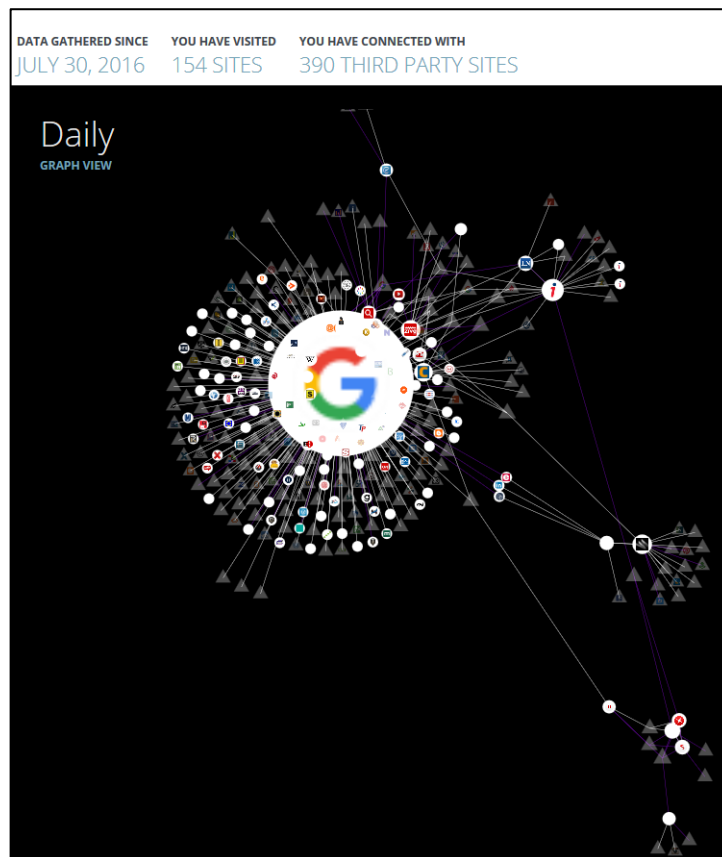 DATA GATHERED SINCE YOU HAVE VISITED YOU HAVE CONNECTED WITH
JULY 30, 2016 154 SITES 390 THIRD PARTY SITES
Daily
GRAPH VIEW